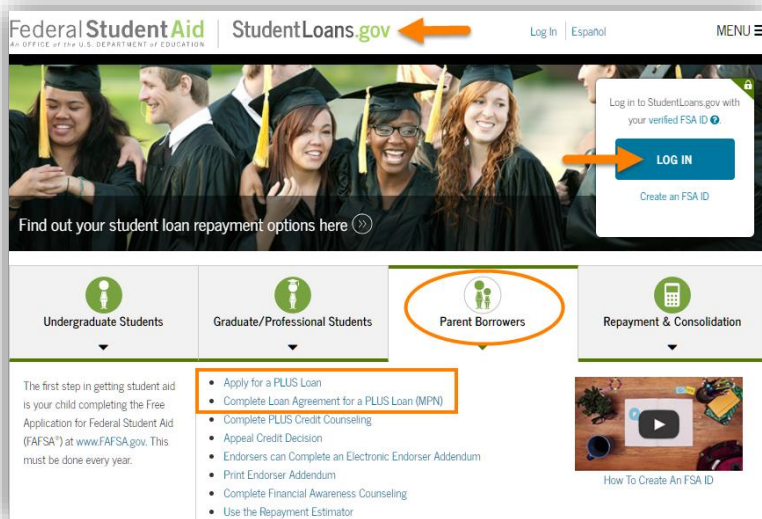 Federal Student Aid
An OFFICE of the U.S. DEPARTMENT of EDUCATION
StudentLoans.gov
Log In
Español
MENU
Log in to StudentLoans.gov with
your verified FSA ID
LOG IN
Create an FSA ID
Find out your student loan repayment options here
Undergraduate Students
Graduate/Professional Students
Parent Borrowers
Repayment & Consolidation
The first step in getting student aid
is your child completing the Free
Application for Federal Student Aid
(FAFSA®) at www.FAFSA.gov. This
must be done every year.
• Apply for a PLUS Loan
• Complete Loan Agreement for a PLUS Loan (MPN)
• Complete PLUS Credit Counseling
• Appeal Credit Decision
• Endorsers can Complete an Electronic Endorser Addendum
• Print Endorser Addendum
• Complete Financial Awareness Counseling
• Use the Repayment Estimator
How To Create An FSA ID